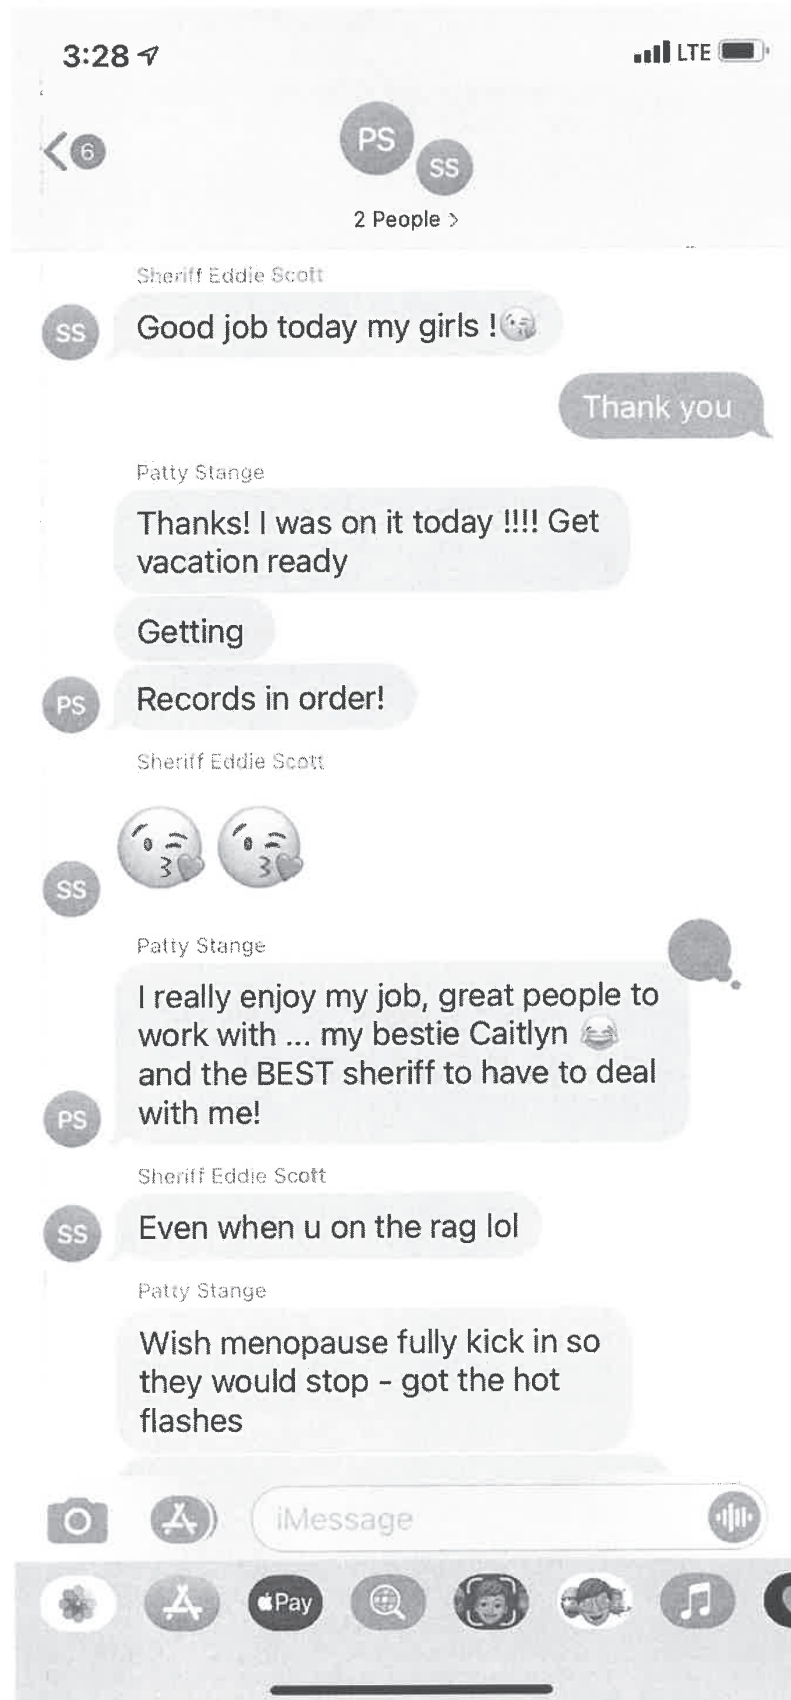 3:28
LTE
6
PS
SS
2 People >
Sheriff Eddie Scott
SS
Good job today my girls !😘
Thank you
Patty Stange
Thanks! I was on it today !!!! Get
vacation ready
Getting
PS
Records in order!
Sheriff Eddie Scott
😘😘
SS
Patty Stange
I really enjoy my job, great people to
work with ... my bestie Caitlyn 😂
and the BEST sheriff to have to deal
with me!
PS
Sheriff Eddie Scott
SS
Even when u on the rag lol
Patty Stange
Wish menopause fully kick in so
they would stop - got the hot
flashes
iMessage
Pay